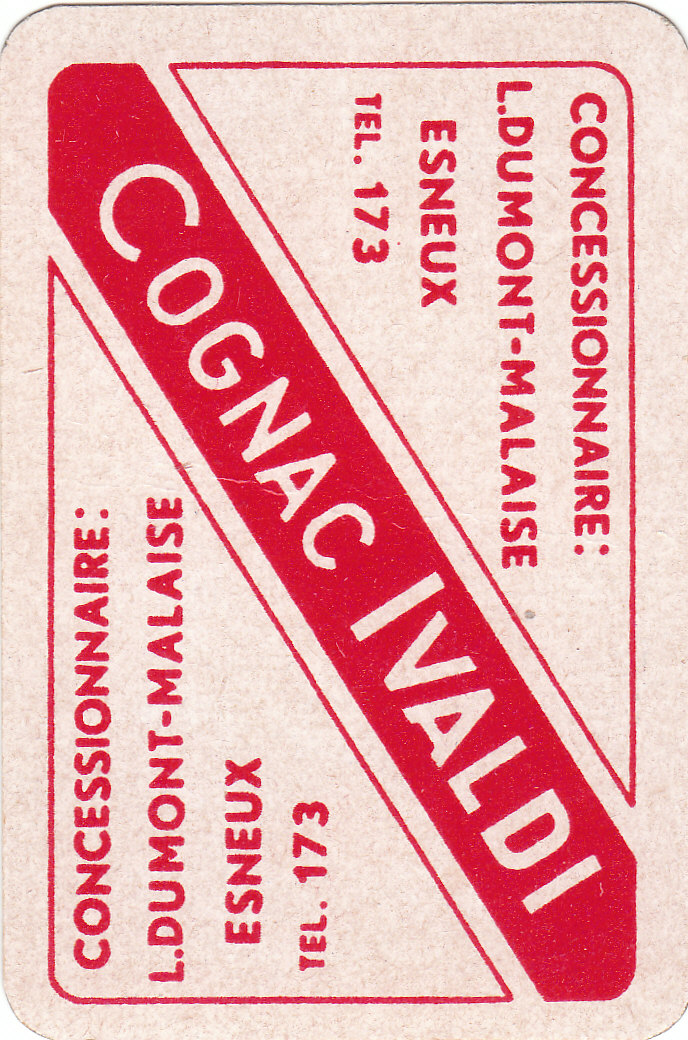 CONCESSIONNAIRE:
L.DUMONT-MALAISE
ESNEUX
TEL. 173
COGNAC IVALDI
CONCESSIONNAIRE:
L.DUMONT-MALAISE
ESNEUX
TEL. 173